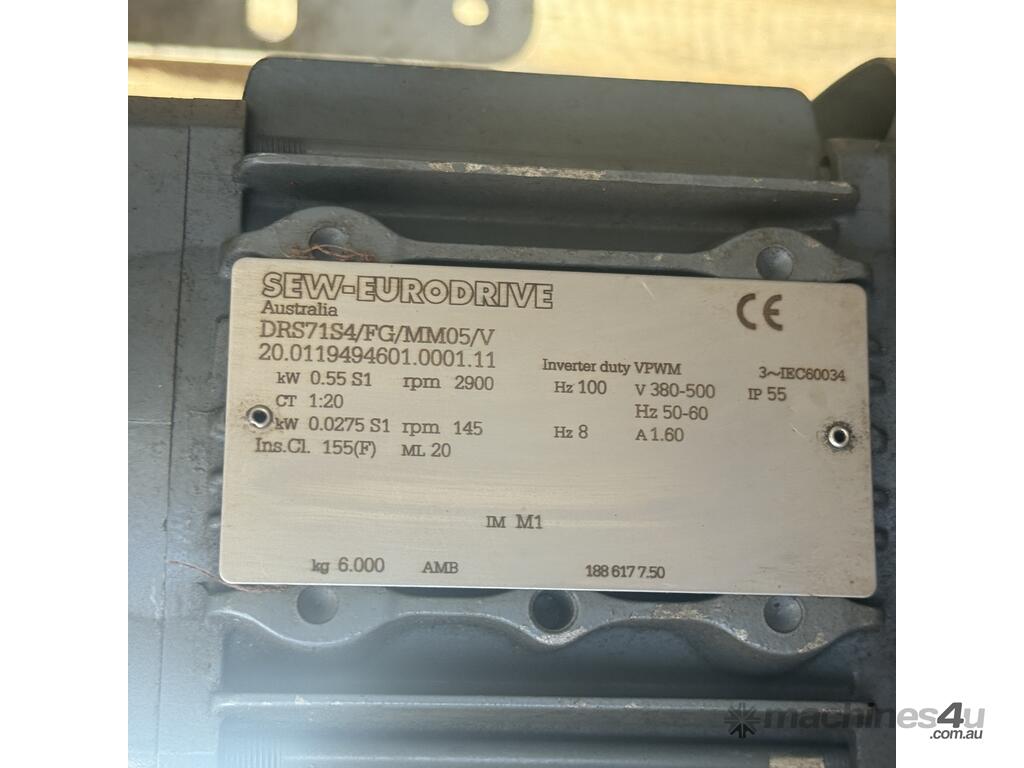 SEW-EURODRIVE
Australia
CE
DRS71S4/FG/MM05/V
20.0119494601.0001.11
Inverter duty VPWM 3~IEC60034
kW 0.55 S1 rpm 2900 Hz 100 V 380-500 IP 55
CT 1:20 Hz 50-60
kW 0.0275 S1 rpm 145 Hz 8 A 1.60
Ins.Cl. 155(F) ML 20
IM M1
kg 6.000 AMB 188 617 7.50
machines4u
.com.au